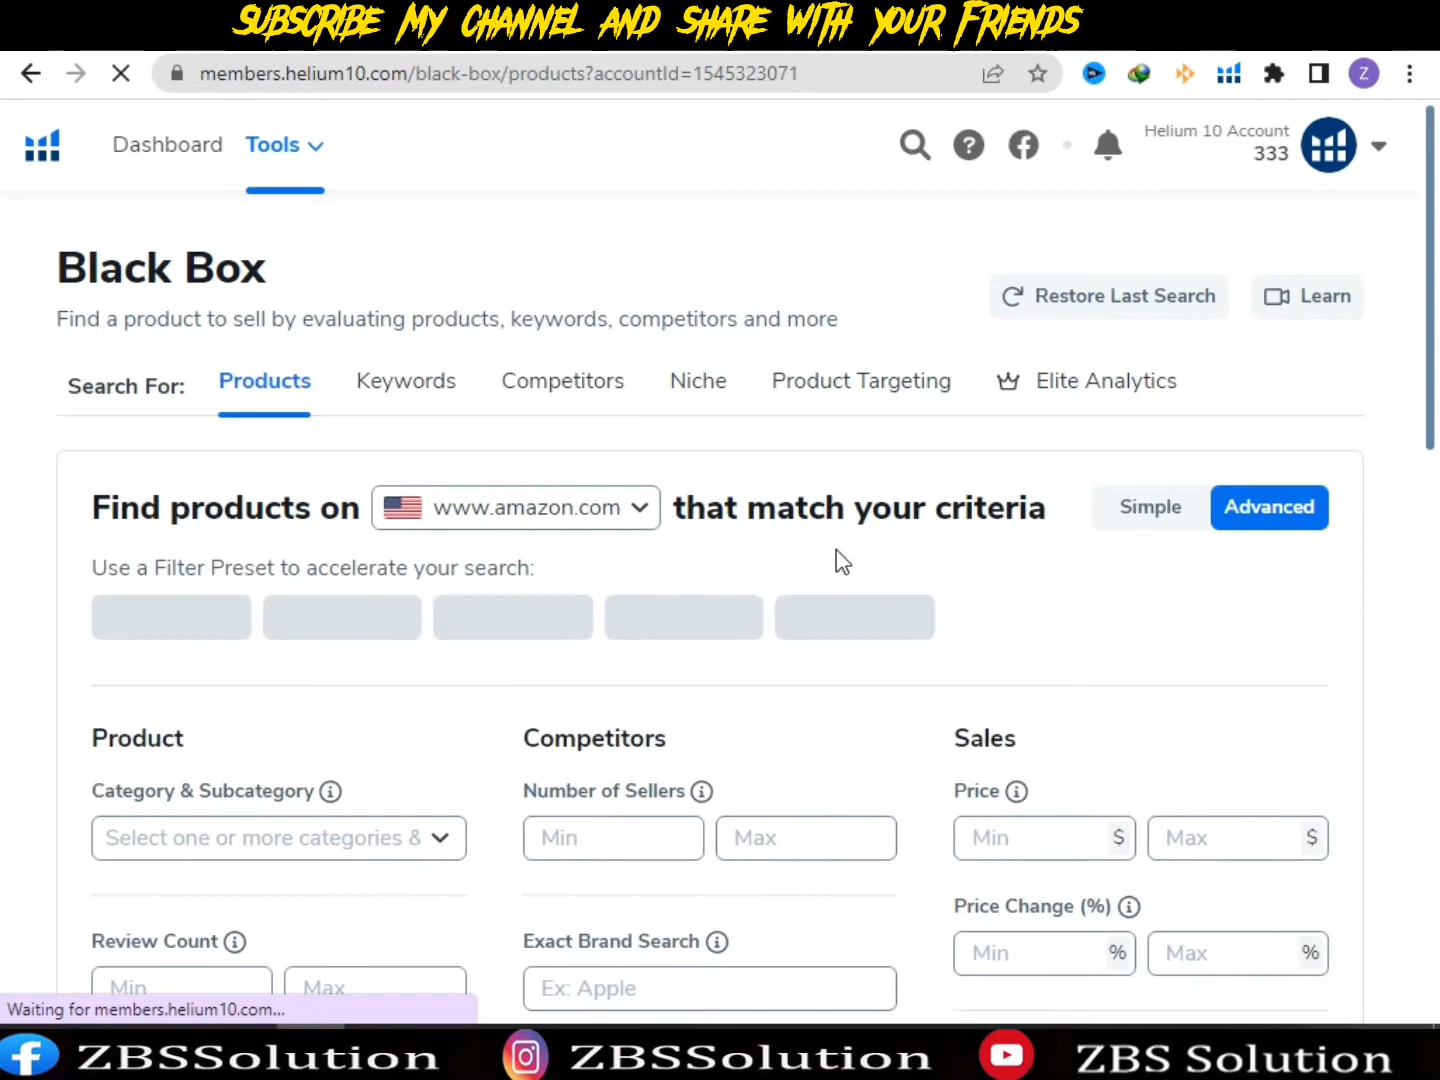 SUBSCRIBE MY CHANNEL AND SHARE WITH YOUR FRIENDS
members.helium10.com/black-box/products?accountId=1545323071
Z
Dashboard Tools
Helium 10 Account
333
Black Box
Find a product to sell by evaluating products, keywords, competitors and more
Restore Last Search
Learn
Search For: Products Keywords Competitors Niche Product Targeting Elite Analytics
Find products on www.amazon.com that match your criteria
Simple Advanced
Use a Filter Preset to accelerate your search:
Product Competitors Sales
Category & Subcategory Number of Sellers Price
Select one or more categories & Min Max Min $ Max $
Price Change (%)
Review Count Exact Brand Search
Min % Max %
Min Max Ex: Apple
Waiting for members.helium10.com...
ZBSSolution ZBSSolution ZBS Solution